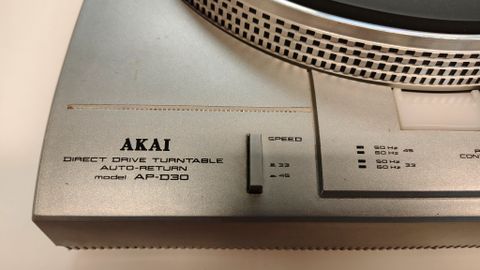 AKAI
DIRECT DRIVE TURNTABLE
AUTO-RETURN
model AP-D30
SPEED
33
45
50 Hz 45
60 Hz
50 Hz 33
60 Hz